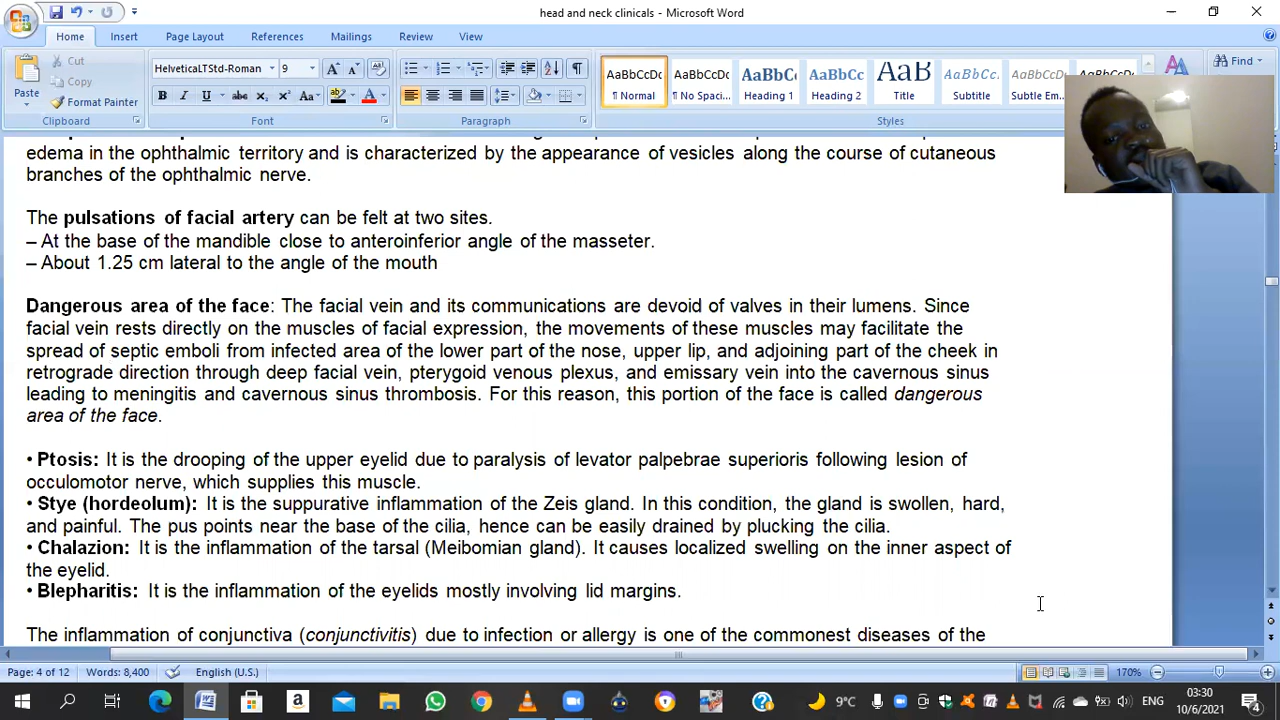 head and neck clinicals - Microsoft Word
Home Insert Page Layout References Mailings Review View
Paste
Cut
Copy
Format Painter
Clipboard
HelveticaLTStd-Roman 9
B I U abc x₂ x² Aa
Font
Paragraph
AaBbCcDc AaBbCcDc AaBbCc AaBbCc AaB AaBbCc. AaBbCcDc AaBbCcDc
¶ Normal ¶ No Spaci... Heading 1 Heading 2 Title Subtitle Subtle Em...
Styles
Find
edema in the ophthalmic territory and is characterized by the appearance of vesicles along the course of cutaneous
branches of the ophthalmic nerve.
The pulsations of facial artery can be felt at two sites.
– At the base of the mandible close to anteroinferior angle of the masseter.
– About 1.25 cm lateral to the angle of the mouth
Dangerous area of the face: The facial vein and its communications are devoid of valves in their lumens. Since
facial vein rests directly on the muscles of facial expression, the movements of these muscles may facilitate the
spread of septic emboli from infected area of the lower part of the nose, upper lip, and adjoining part of the cheek in
retrograde direction through deep facial vein, pterygoid venous plexus, and emissary vein into the cavernous sinus
leading to meningitis and cavernous sinus thrombosis. For this reason, this portion of the face is called dangerous
area of the face.
• Ptosis: It is the drooping of the upper eyelid due to paralysis of levator palpebrae superioris following lesion of
occulomotor nerve, which supplies this muscle.
• Stye (hordeolum): It is the suppurative inflammation of the Zeis gland. In this condition, the gland is swollen, hard,
and painful. The pus points near the base of the cilia, hence can be easily drained by plucking the cilia.
• Chalazion: It is the inflammation of the tarsal (Meibomian gland). It causes localized swelling on the inner aspect of
the eyelid.
• Blepharitis: It is the inflammation of the eyelids mostly involving lid margins.
The inflammation of conjunctiva (conjunctivitis) due to infection or allergy is one of the commonest diseases of the
Page: 4 of 12 Words: 8,400 English (U.S.) 170%
9°C ENG 03:30
10/6/2021 4